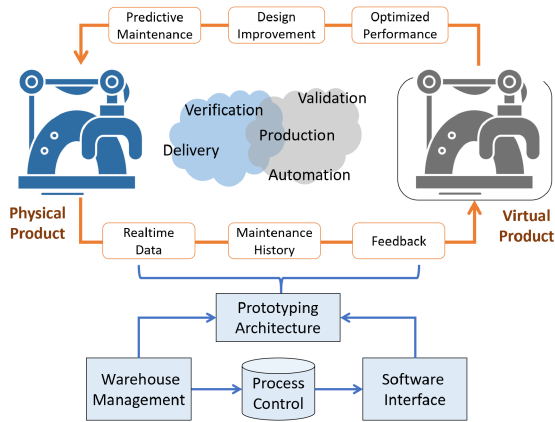 Predictive
Maintenance
Design
Improvement
Optimized
Performance
Verification
Validation
Production
Delivery
Automation
Physical
Product
Virtual
Product
Realtime
Data
Maintenance
History
Feedback
Prototyping
Architecture
Warehouse
Management
Process
Control
Software
Interface